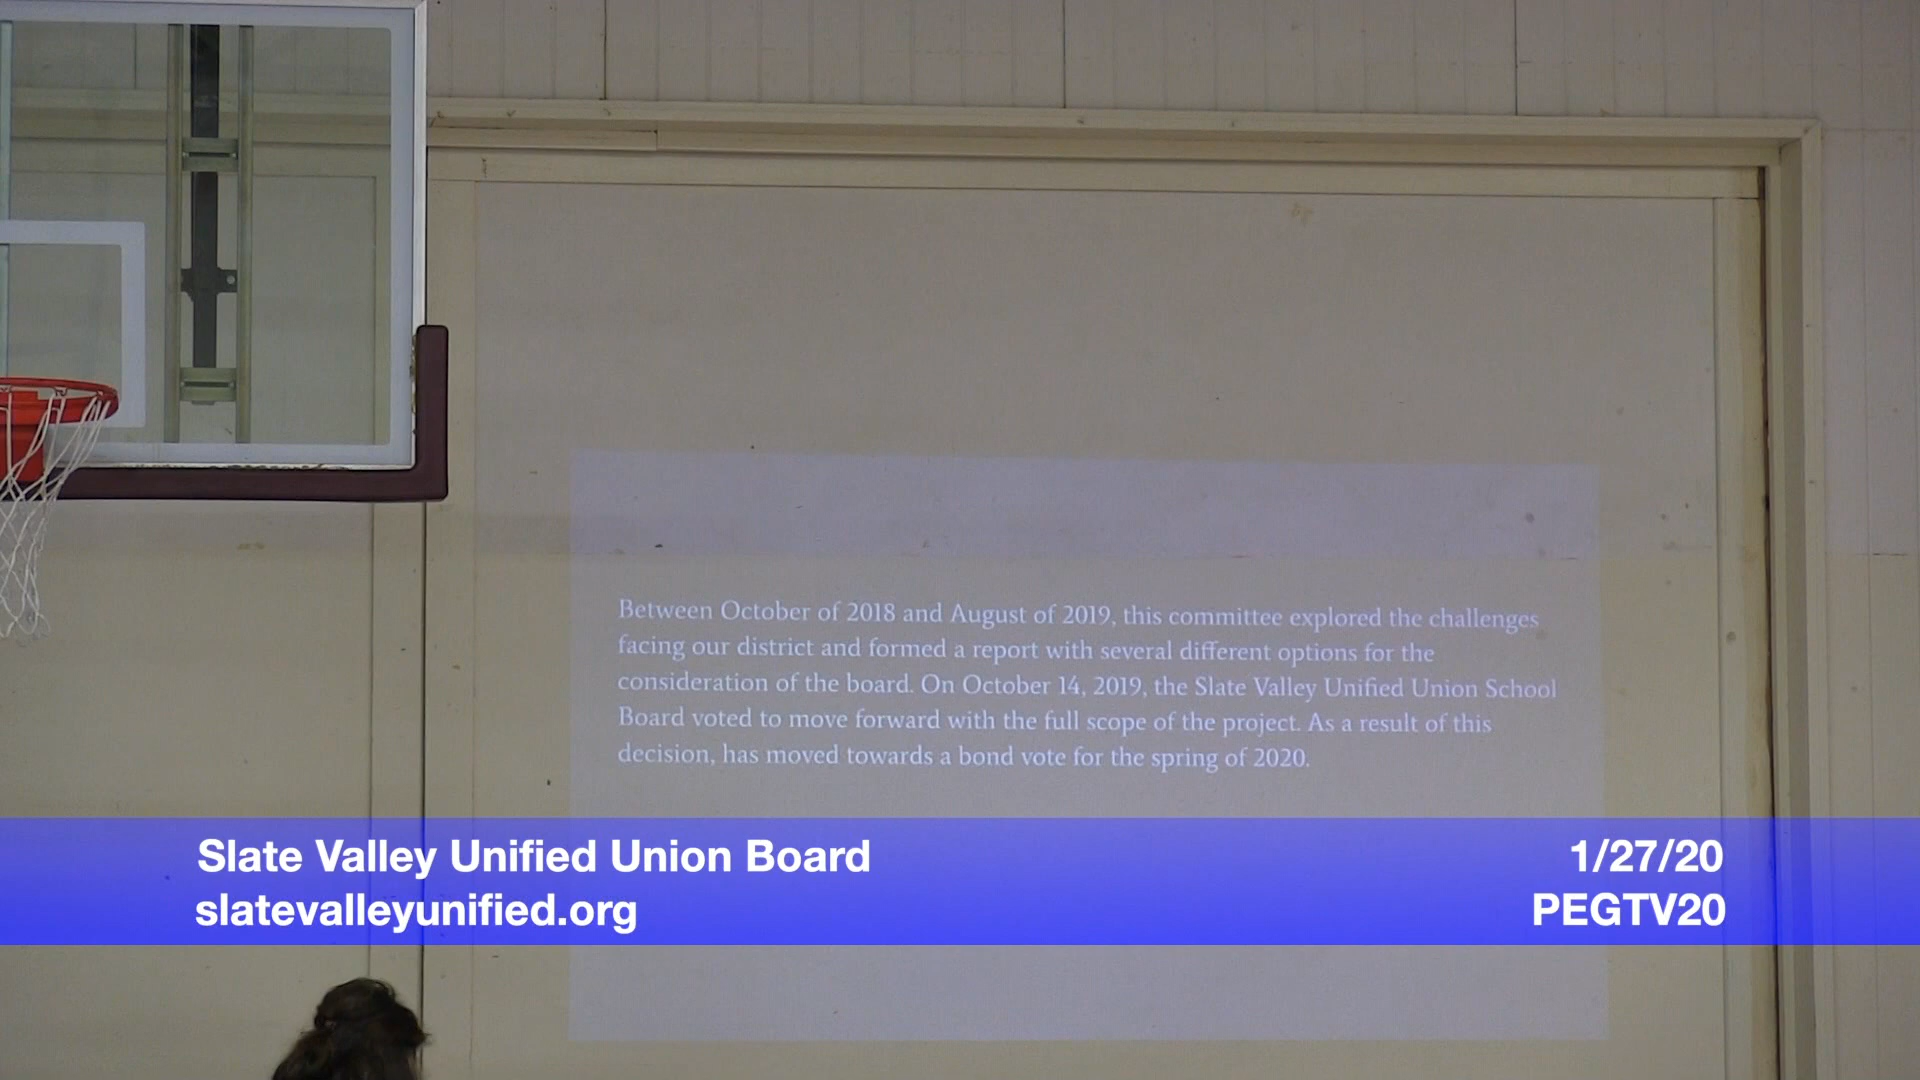 Between October of 2018 and August of 2019, this committee explored the challenges
facing our district and formed a report with several different options for the
consideration of the board. On October 14, 2019, the Slate Valley Unified Union School
Board voted to move forward with the full scope of the project. As a result of this
decision, has moved towards a bond vote for the spring of 2020.
Slate Valley Unified Union Board
1/27/20
slatevalleyunified.org
PEGTV20